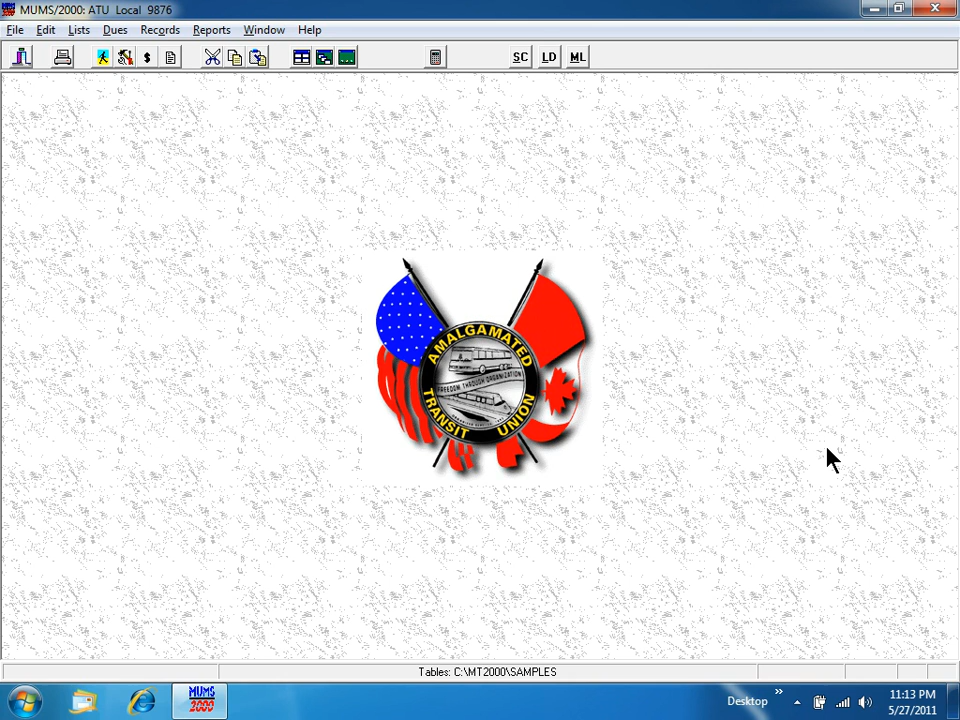 MUMS/2000: ATU Local 9876
File Edit Lists Dues Records Reports Window Help
$ SC LD ML
AMALGAMATED
FREEDOM THROUGH ORGANIZATION
TRANSIT UNION
Tables: C:\MT2000\SAMPLES
MUMS
2000
Desktop »
11:13 PM
5/27/2011